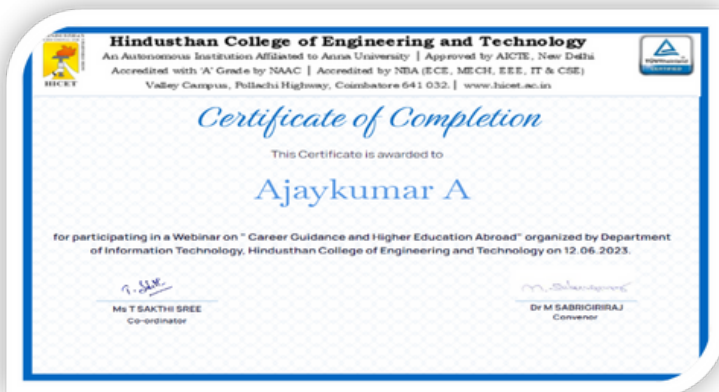 Hindusthan College of Engineering and Technology
An Autonomous Institution Affiliated to Anna University | Approved by AICTE, New Delhi
Accredited with 'A' Grade by NAAC | Accredited by NBA (ECE, MECH, EEE, IT & CSE)
Valley Campus, Pollachi Highway, Coimbatore 641 032. | www.hicet.ac.in
HICET
Certificate of Completion
This Certificate is awarded to
Ajaykumar A
for participating in a Webinar on " Career Guidance and Higher Education Abroad" organized by Department
of Information Technology, Hindusthan College of Engineering and Technology on 12.06.2023.
Ms T SAKTHI SREE
Co-ordinator
Dr M SABRIGIRIRAJ
Convenor